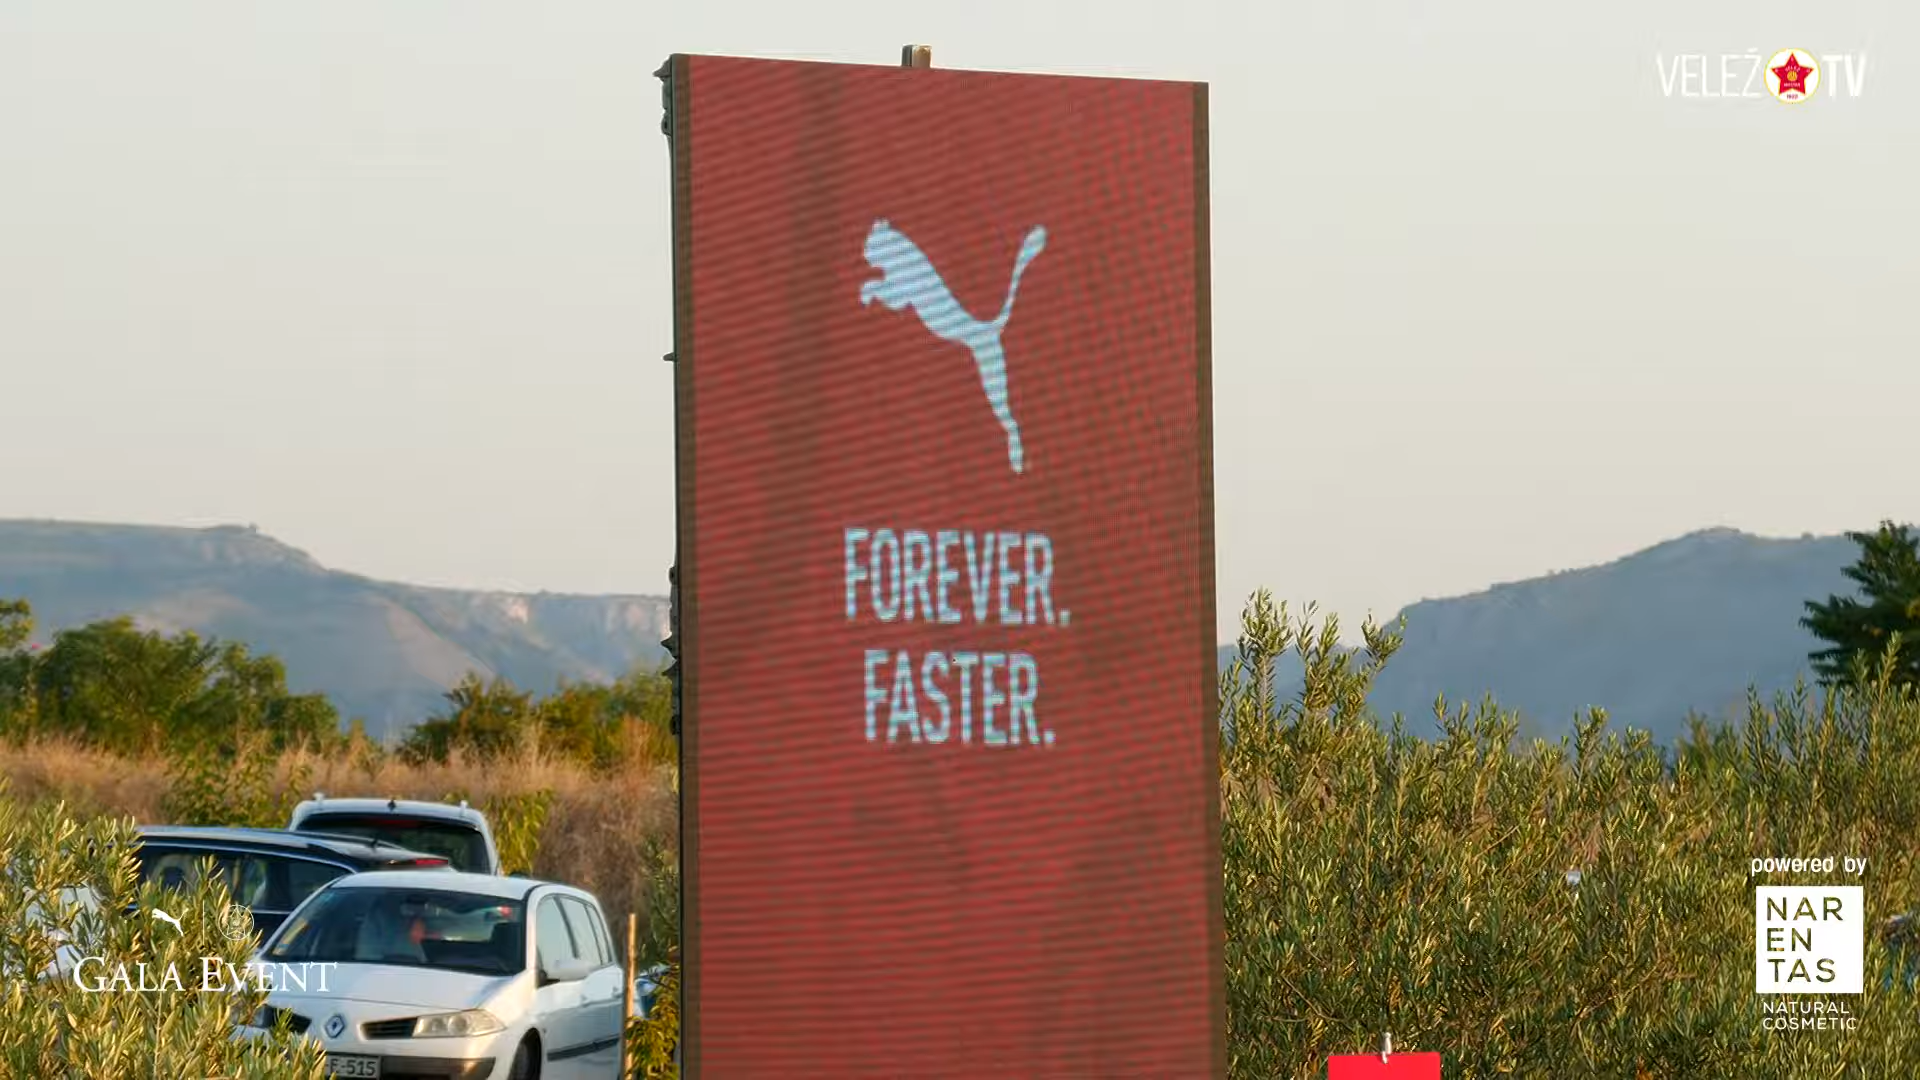 VELEŽ TV
FOREVER.
FASTER.
powered by
NAR
EN
TAS
NATURAL
COSMETIC
GALA EVENT
E-515